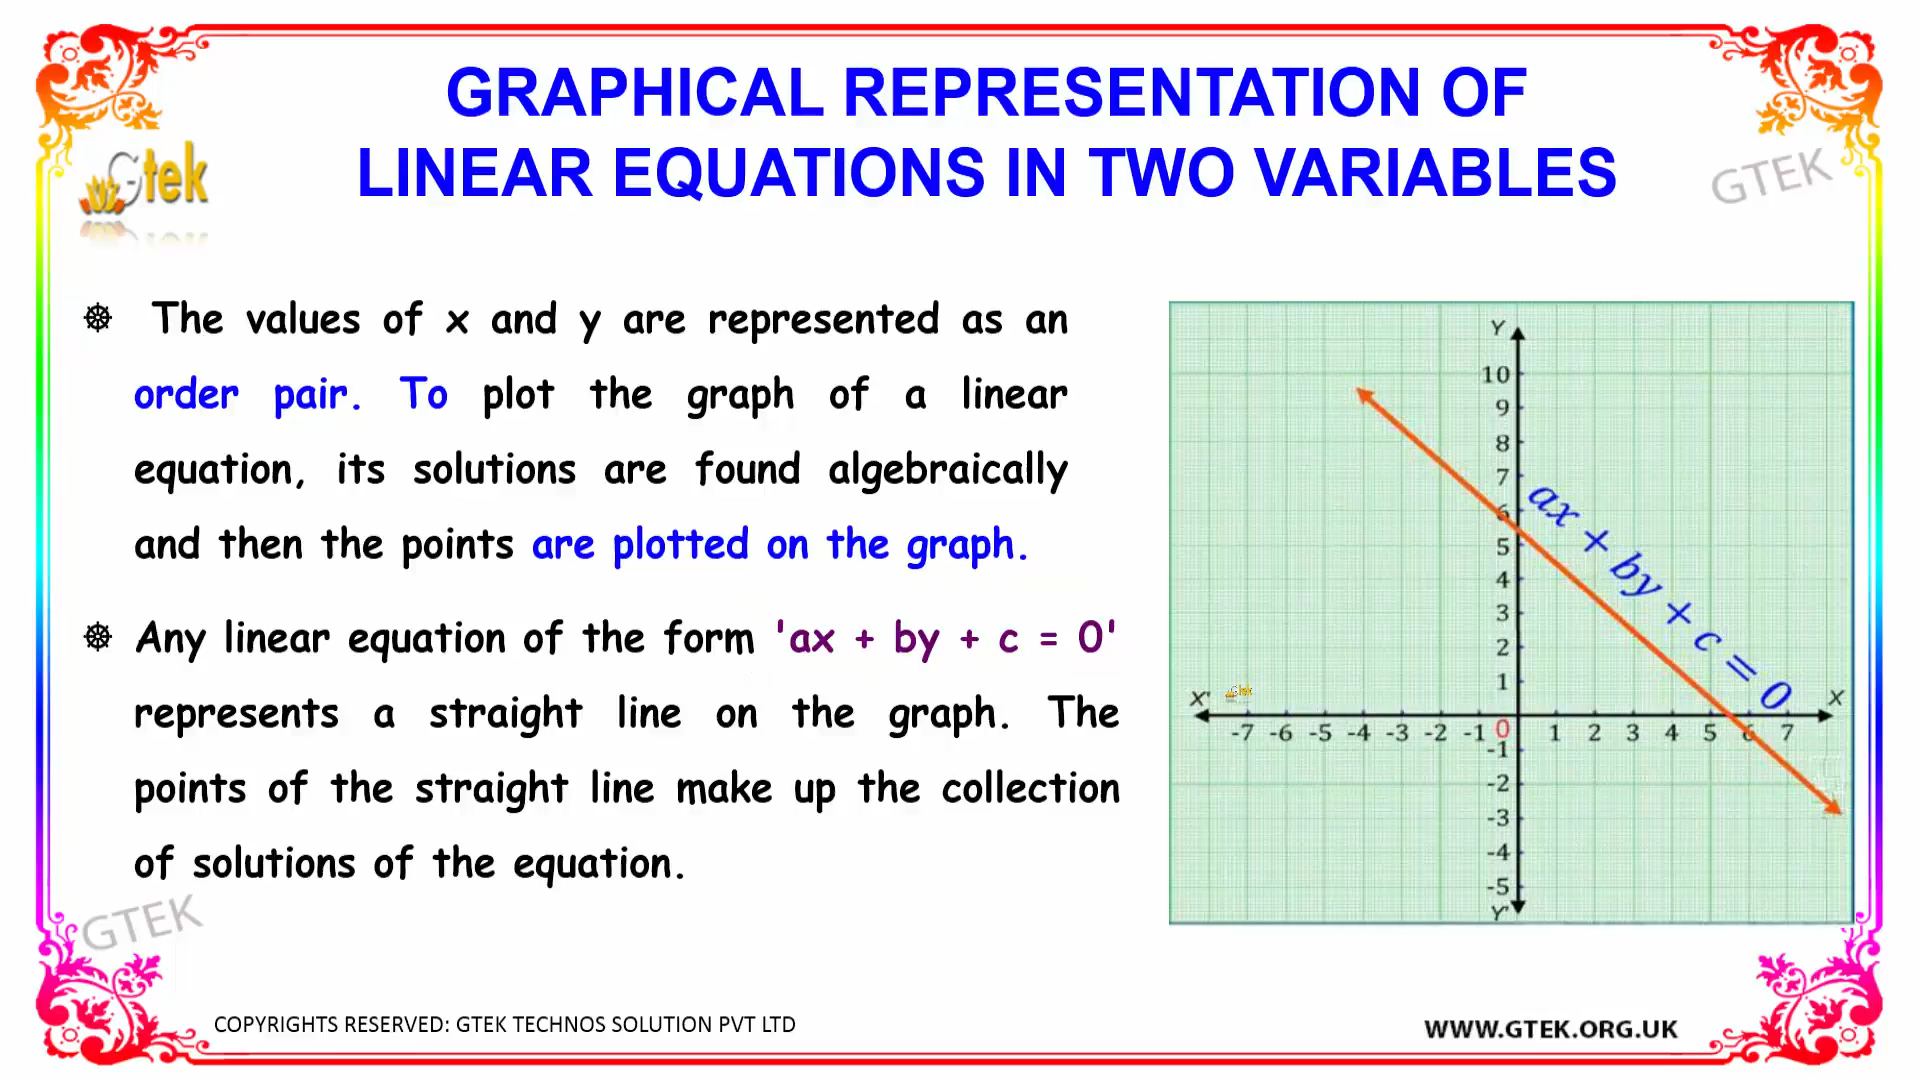 GRAPHICAL REPRESENTATION OF
LINEAR EQUATIONS IN TWO VARIABLES
Gtek
GTEK
The values of x and y are represented as an
order pair. To plot the graph of a linear
equation, its solutions are found algebraically
and then the points are plotted on the graph.
Any linear equation of the form 'ax + by + c = 0'
represents a straight line on the graph. The
points of the straight line make up the collection
of solutions of the equation.
Y
10
9
8
7
6
5
4
3
2
1
ax + by + c = 0
X' Gtek X
-7 -6 -5 -4 -3 -2 -1 0 1 2 3 4 5 6 7
-1
-2
-3
-4
-5
Y'
GTEK
COPYRIGHTS RESERVED: GTEK TECHNOS SOLUTION PVT LTD
WWW.GTEK.ORG.UK